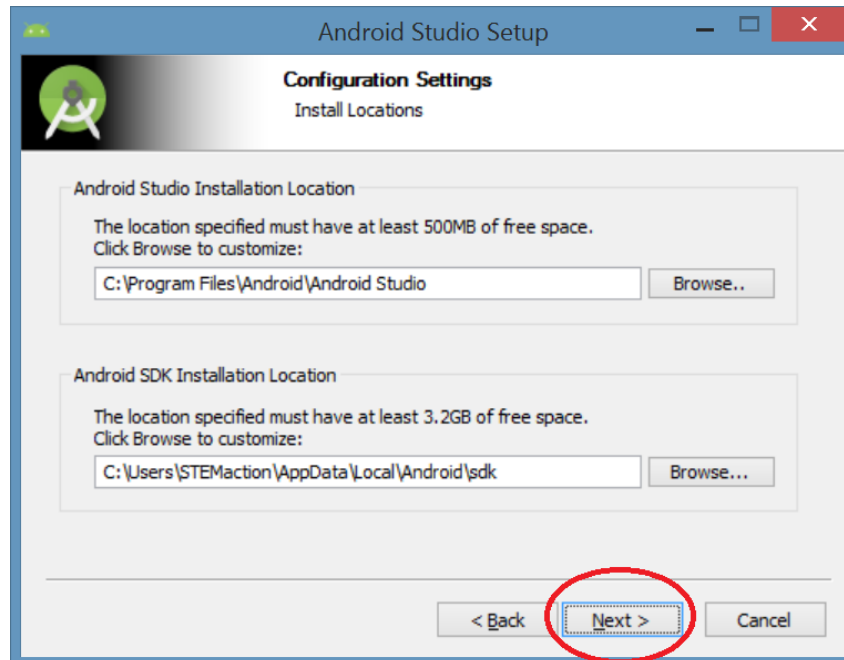 Android Studio Setup
Configuration Settings
Install Locations
Android Studio Installation Location
The location specified must have at least 500MB of free space.
Click Browse to customize:
C:\Program Files\Android\Android Studio
Browse..
Android SDK Installation Location
The location specified must have at least 3.2GB of free space.
Click Browse to customize:
C:\Users\STEMaction\AppData\Local\Android\sdk
Browse...
< Back
Next >
Cancel